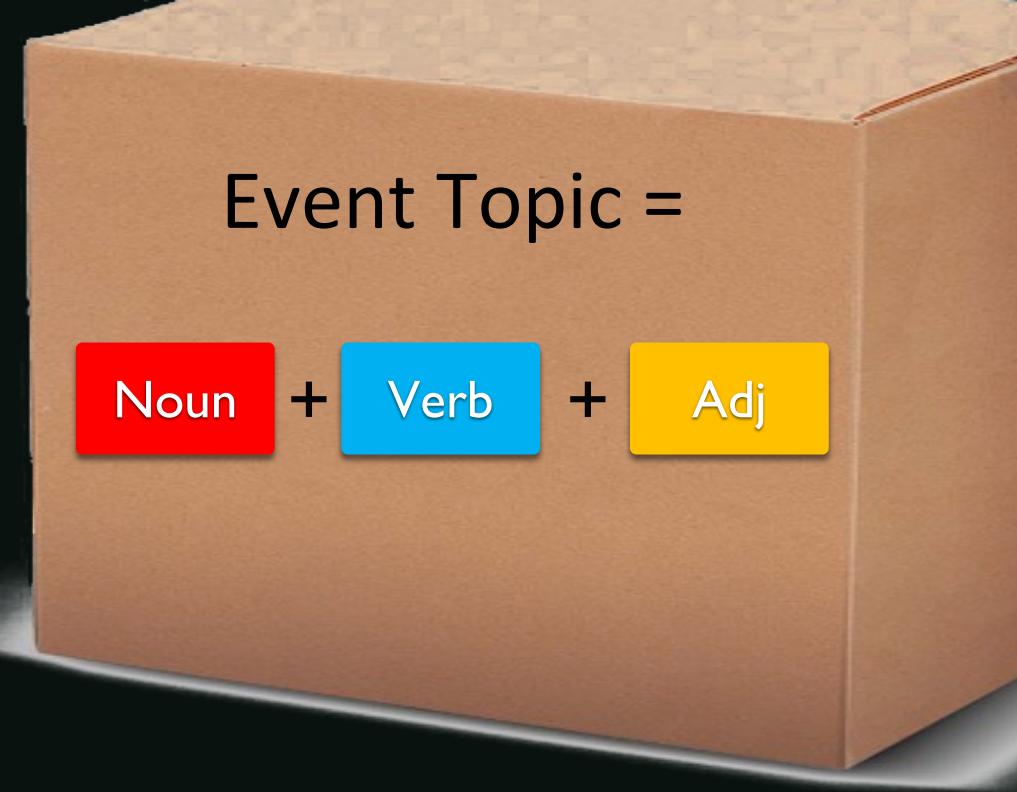 Event Topic =
Noun + Verb + Adj